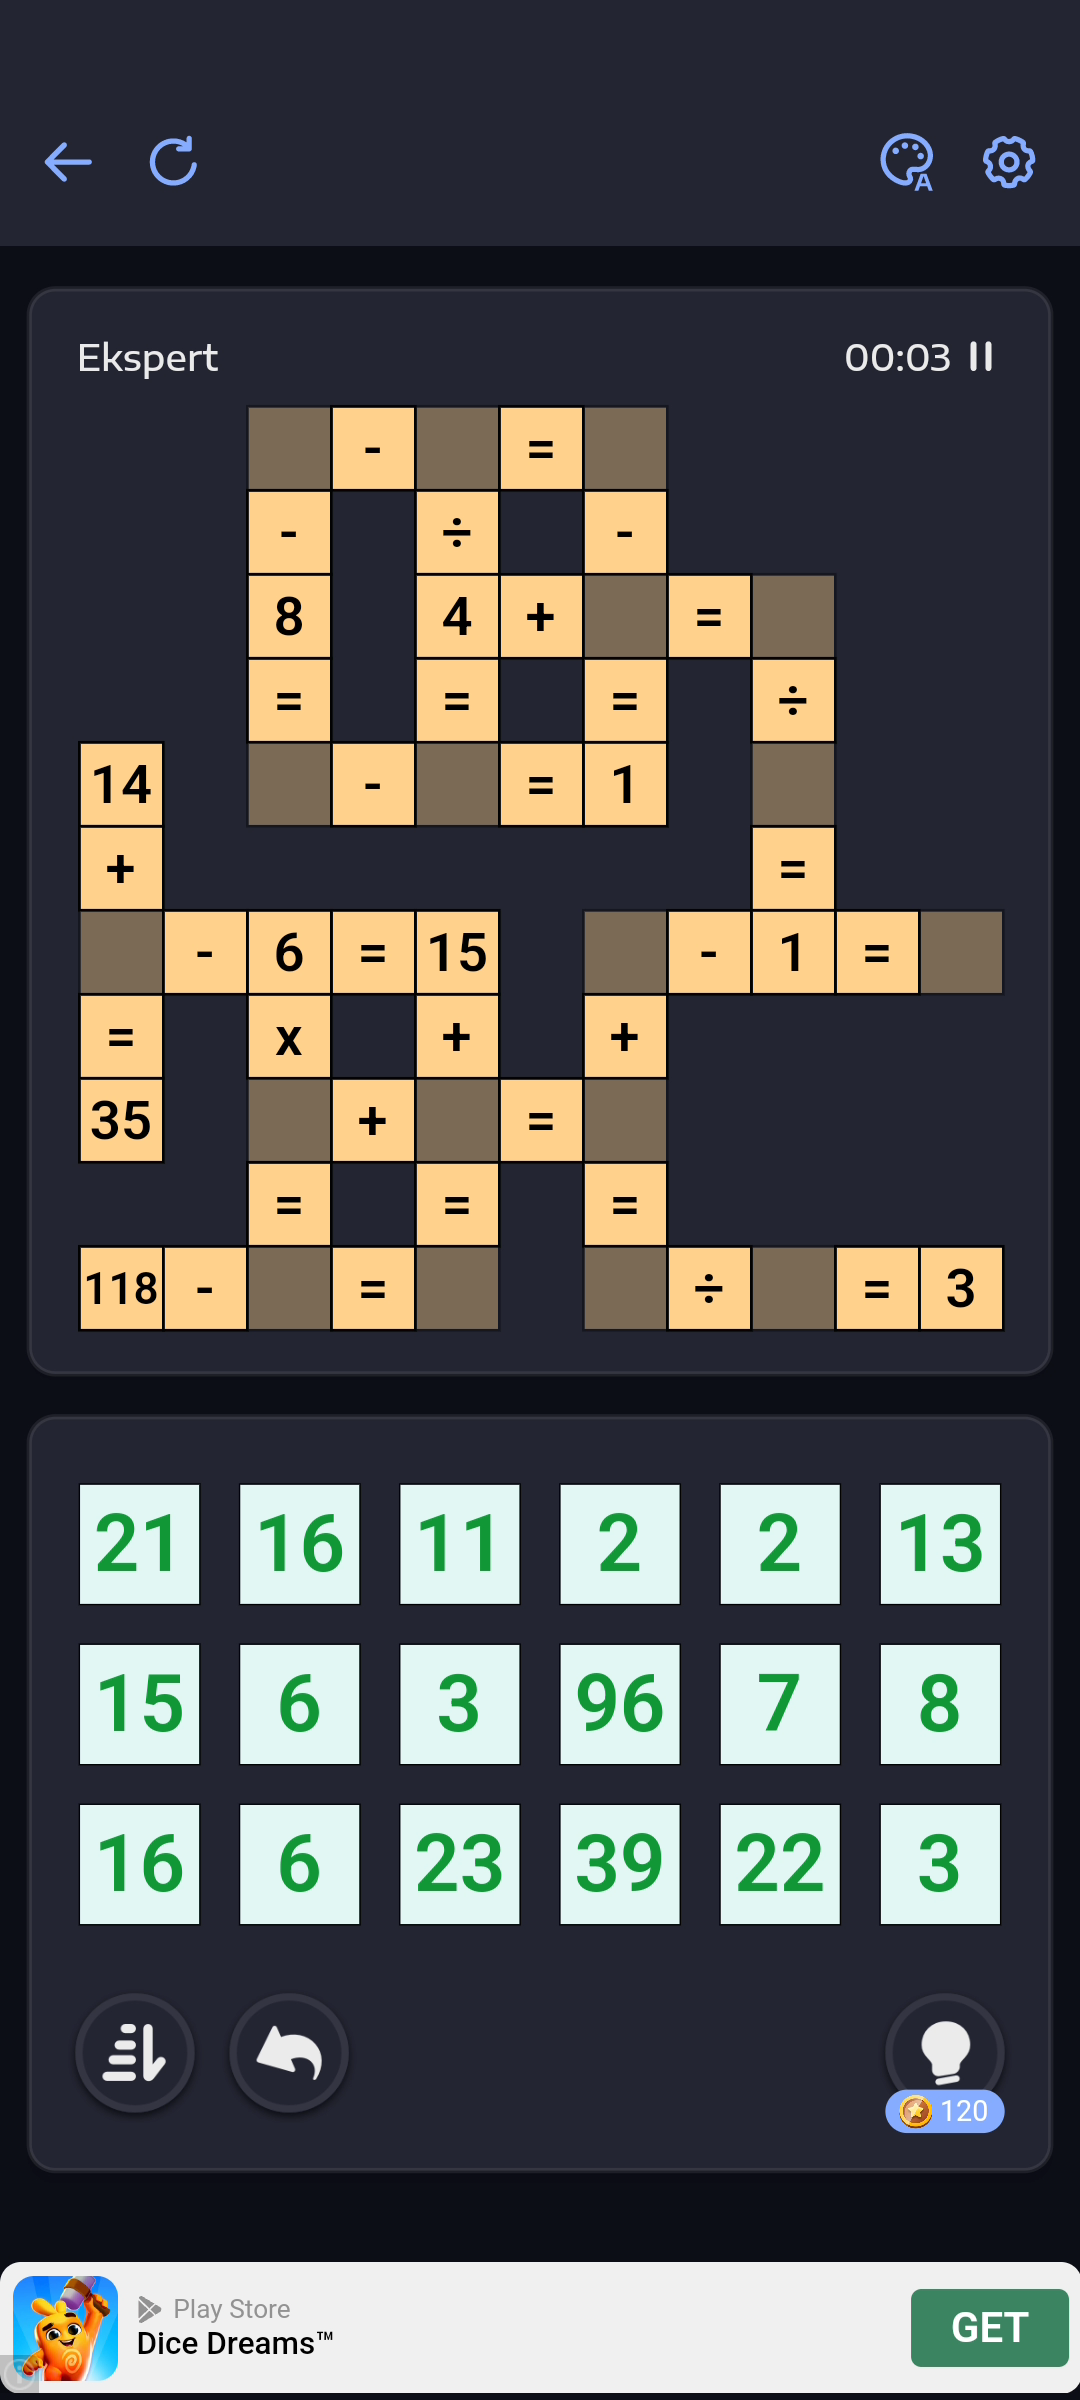 Ekspert 00:03
- =
- ÷ -
8 4 + =
= = = ÷
14 - = 1
+ =
- 6 = 15 - 1 =
= x + +
35 + =
= = =
118 - = ÷ = 3
21 16 11 2 2 13
15 6 3 96 7 8
16 6 23 39 22 3
120
Play Store
Dice Dreams™
GET